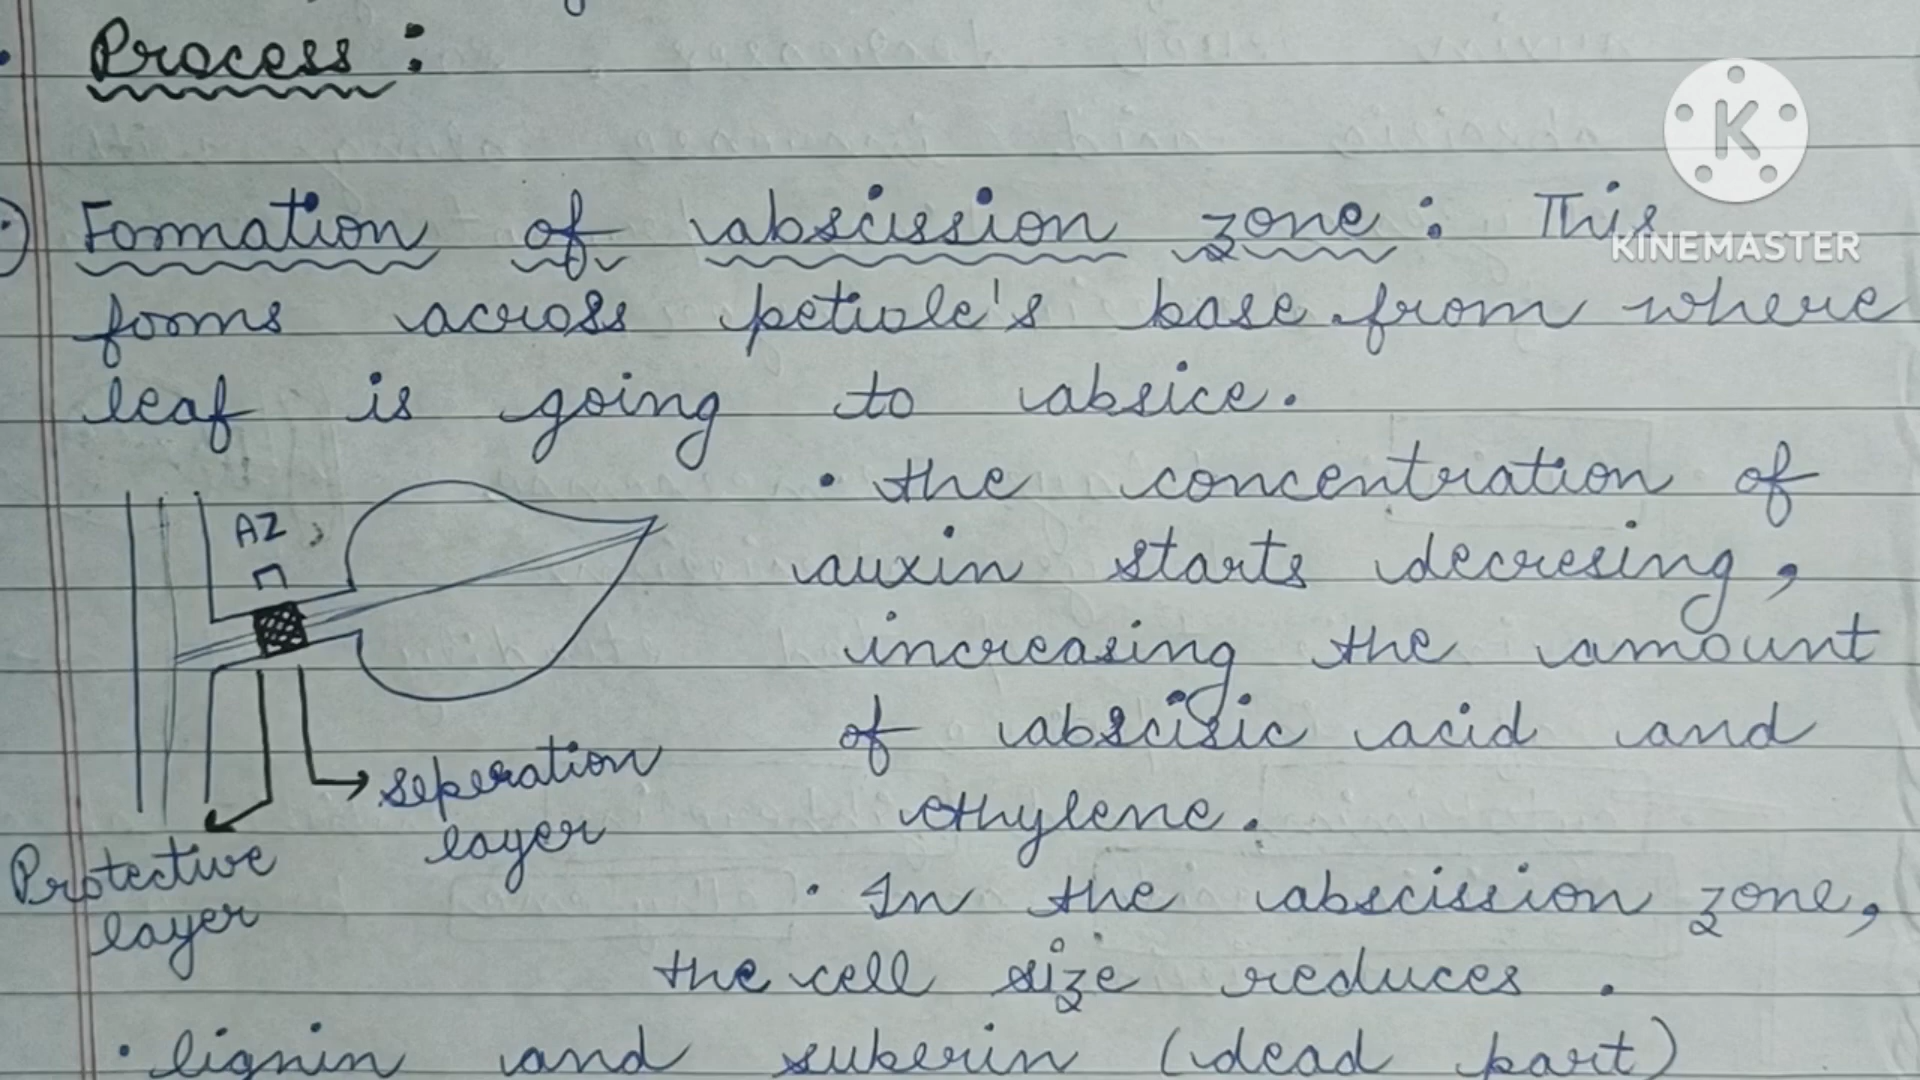 Process :
Formation of abscission zone : This
forms across petiole's base from where
leaf is going to absice.
• the concentration of
auxin starts decresing,
increasing the amount
of abscisic acid and
ethylene.
• In the abscission zone,
the cell size reduces .
• lignin and suberin (dead part)
AZ
seperation
layer
Protective
layer
K
KINEMASTER